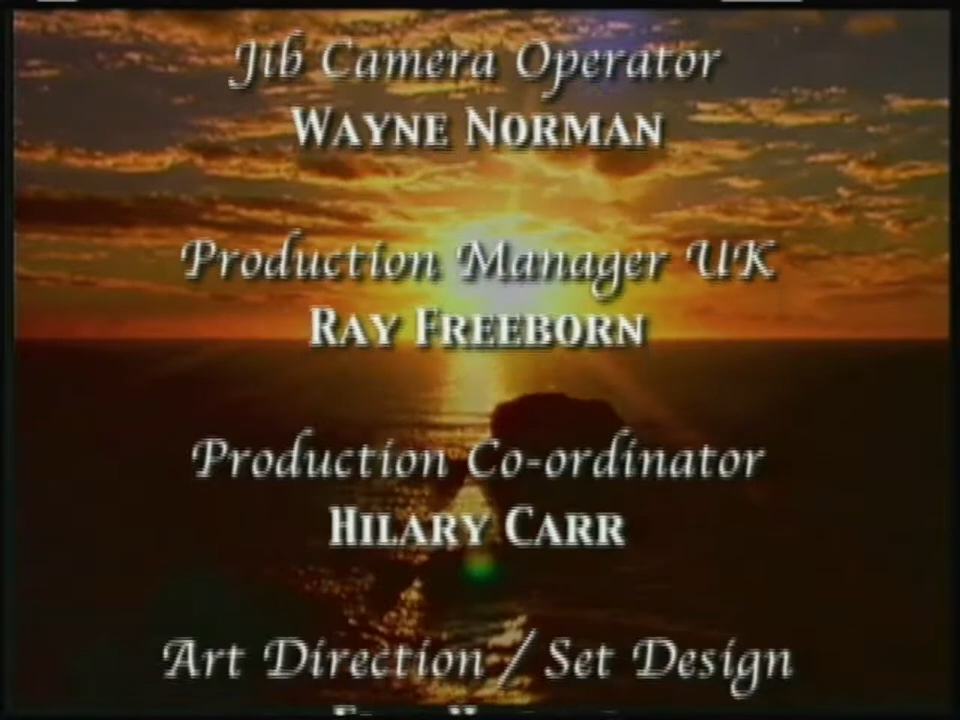 Jib Camera Operator
WAYNE NORMAN
Production Manager UK
RAY FREEBORN
Production Co-ordinator
HILARY CARR
Art Direction / Set Design